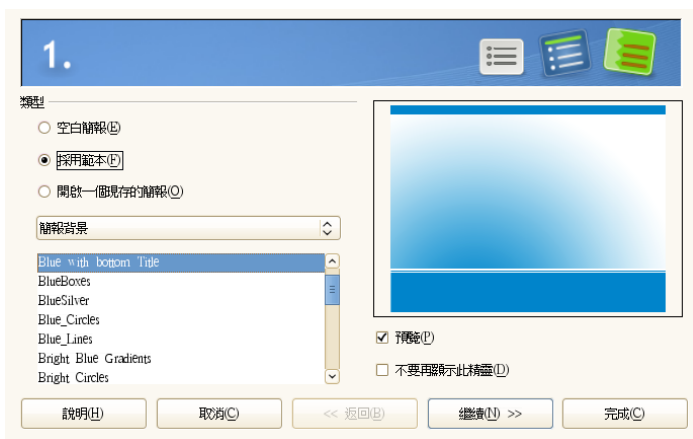 1.
類型
空白簡報(E)
採用範本(F)
開啟一個現存的簡報(O)
簡報背景
Blue with bottom Title
BlueBoxes
BlueSilver
Blue_Circles
Blue_Lines
Bright Blue Gradients
Bright Circles
預覽(P)
不要再顯示此精靈(D)
說明(H)
取消(C)
<< 返回(B)
繼續(N) >>
完成(C)